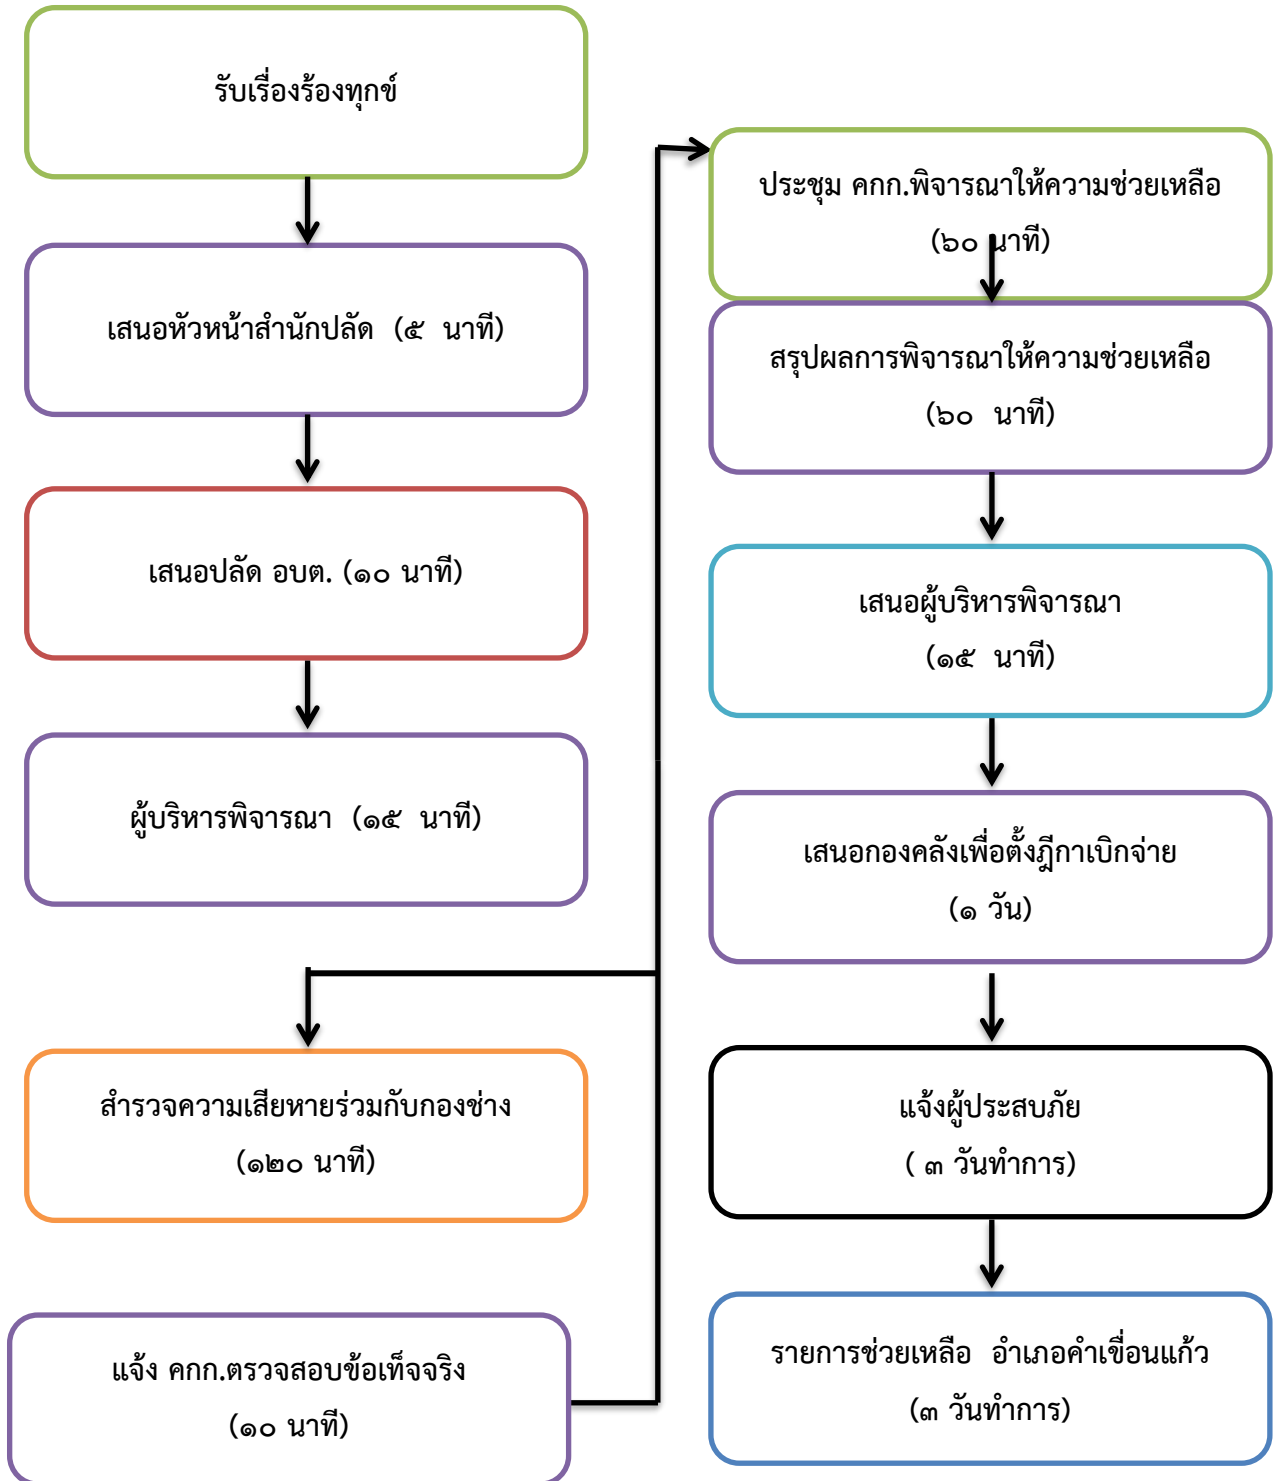 รับเรื่องร้องทุกข์
เสนอหัวหน้าสำนักปลัด (๕ นาที)
เสนอปลัด อบต. (๑๐ นาที)
ผู้บริหารพิจารณา (๑๕ นาที)
สำรวจความเสียหายร่วมกับกองช่าง
(๑๒๐ นาที)
แจ้ง คกก.ตรวจสอบข้อเท็จจริง
(๑๐ นาที)
ประชุม คกก.พิจารณาให้ความช่วยเหลือ
(๖๐ นาที)
สรุปผลการพิจารณาให้ความช่วยเหลือ
(๖๐ นาที)
เสนอผู้บริหารพิจารณา
(๑๕ นาที)
เสนอกองคลังเพื่อตั้งฎีกาเบิกจ่าย
(๑ วัน)
แจ้งผู้ประสบภัย
( ๓ วันทำการ)
รายการช่วยเหลือ อำเภอคำเขื่อนแก้ว
(๓ วันทำการ)